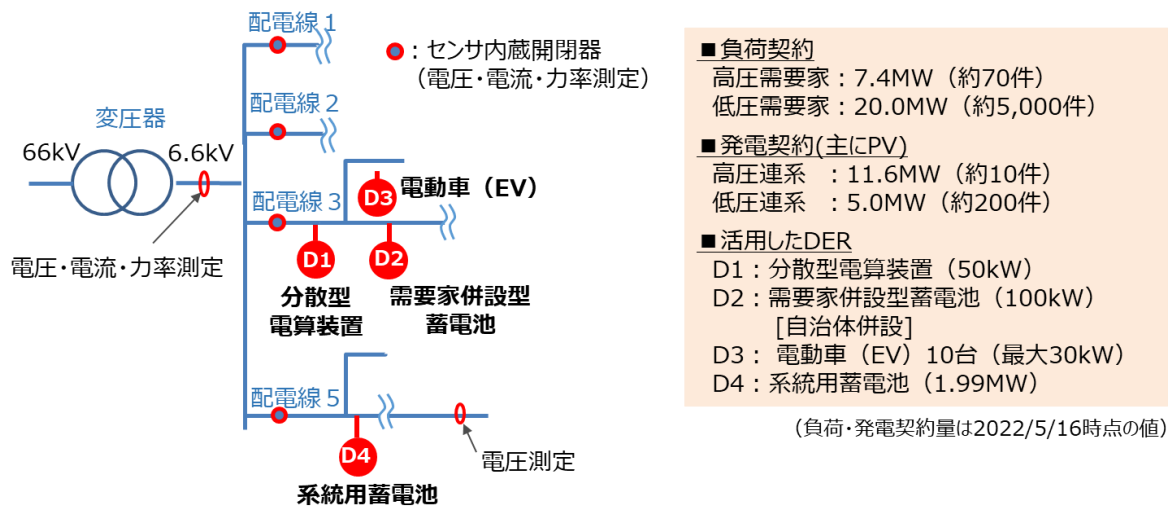 配電線１
：センサ内蔵開閉器
（電圧・電流・力率測定）
配電線２
変圧器
66kV
6.6kV
配電線３
電動車（EV）
D3
D1
D2
電圧・電流・力率測定
分散型
電算装置
需要家併設型
蓄電池
配電線５
D4
電圧測定
系統用蓄電池
■負荷契約
高圧需要家：7.4MW（約70件）
低圧需要家：20.0MW（約5,000件）
■発電契約(主にPV)
高圧連系　：11.6MW（約10件）
低圧連系　：5.0MW（約200件）
■活用したDER
D1：分散型電算装置（50kW）
D2：需要家併設型蓄電池（100kW）
[自治体併設]
D3： 電動車（EV）10台（最大30kW）
D4：系統用蓄電池（1.99MW）
（負荷・発電契約量は2022/5/16時点の値）